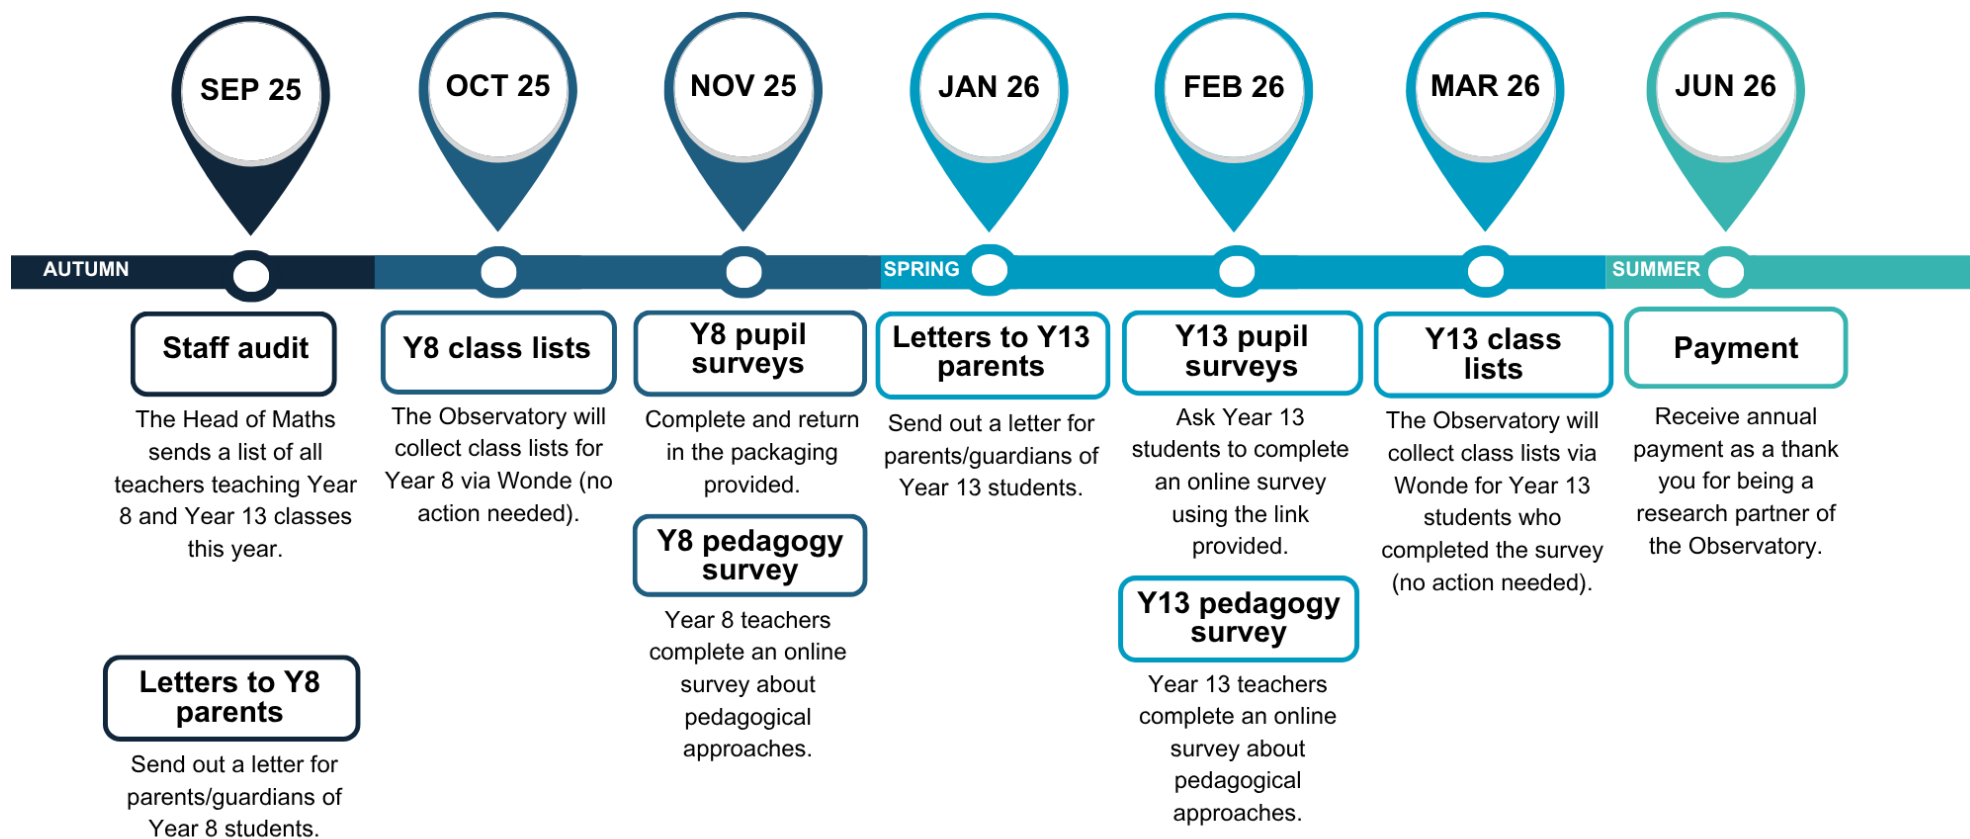 SEP 25
OCT 25
NOV 25
JAN 26
FEB 26
MAR 26
JUN 26
AUTUMN
SPRING
SUMMER
Staff audit
The Head of Maths
sends a list of all
teachers teaching Year
8 and Year 13 classes
this year.
Letters to Y8
parents
Send out a letter for
parents/guardians of
Year 8 students.
Y8 class lists
The Observatory will
collect class lists for
Year 8 via Wonde (no
action needed).
Y8 pupil
surveys
Complete and return
in the packaging
provided.
Y8 pedagogy
survey
Year 8 teachers
complete an online
survey about
pedagogical
approaches.
Letters to Y13
parents
Send out a letter for
parents/guardians of
Year 13 students.
Y13 pupil
surveys
Ask Year 13
students to complete
an online survey
using the link
provided.
Y13 pedagogy
survey
Year 13 teachers
complete an online
survey about
pedagogical
approaches.
Y13 class
lists
The Observatory will
collect class lists via
Wonde for Year 13
students who
completed the survey
(no action needed).
Payment
Receive annual
payment as a thank
you for being a
research partner of
the Observatory.